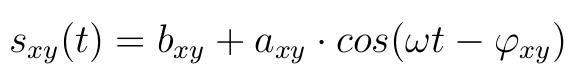 s_{xy}(t) = b_{xy} + a_{xy} · cos(ωt − φ_{xy})